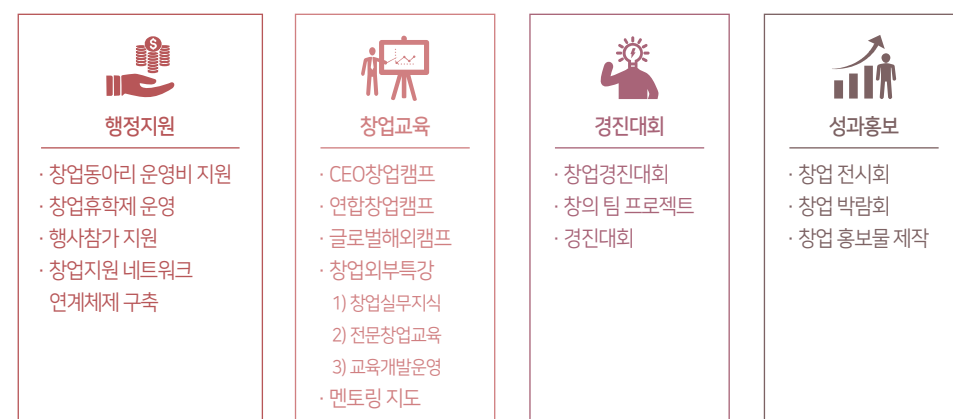 행정지원
· 창업동아리 운영비 지원
· 창업휴학제 운영
· 행사참가 지원
· 창업지원 네트워크
연계체제 구축
창업교육
· CEO창업캠프
· 연합창업캠프
· 글로벌해외캠프
· 창업외부특강
1) 창업실무지식
2) 전문창업교육
3) 교육개발운영
· 멘토링 지도
경진대회
· 창업경진대회
· 창의 팀 프로젝트
· 경진대회
성과홍보
· 창업 전시회
· 창업 박람회
· 창업 홍보물 제작